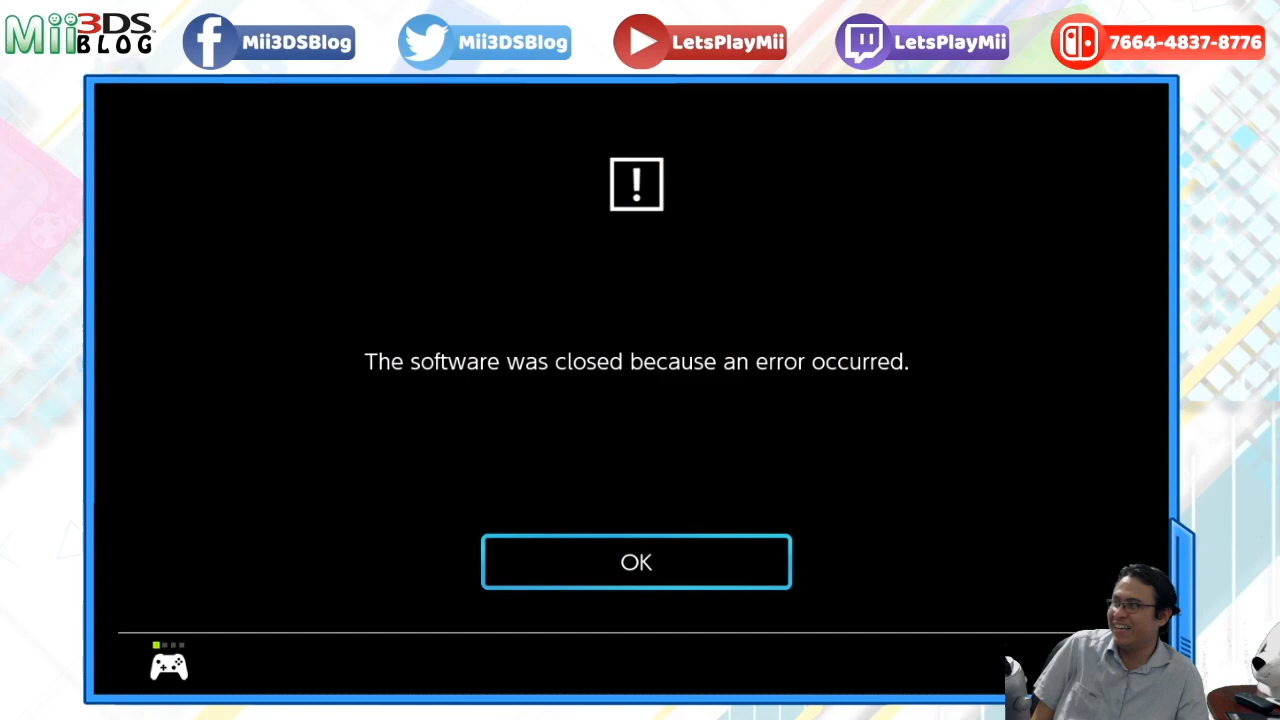 Mii3DS
BLOG
Mii3DSBlog
Mii3DSBlog
LetsPlayMii
LetsPlayMii
7664-4837-8776
!
The software was closed because an error occurred.
OK